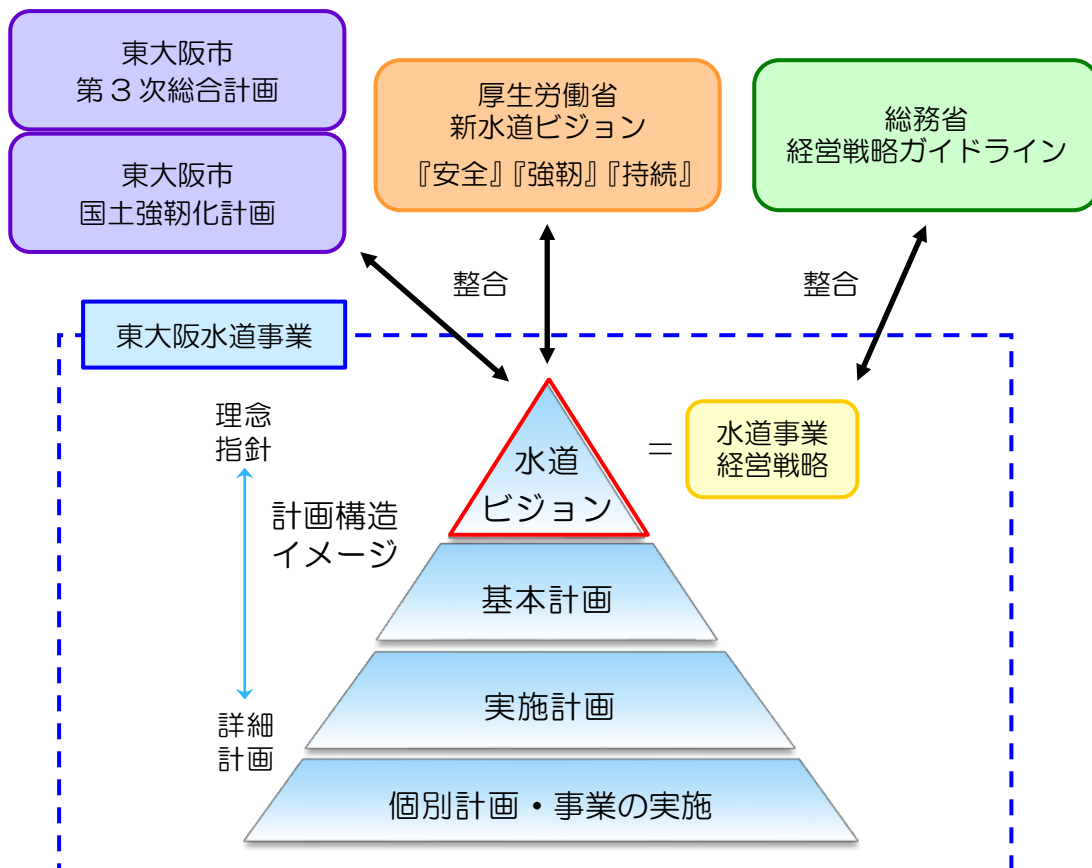 東大阪市
第3次総合計画
東大阪市
国土強靭化計画
厚生労働省
新水道ビジョン
『安全』『強靭』『持続』
総務省
経営戦略ガイドライン
整合
整合
東大阪水道事業
理念
指針
計画構造
イメージ
詳細
計画
水道
ビジョン
＝
水道事業
経営戦略
基本計画
実施計画
個別計画・事業の実施